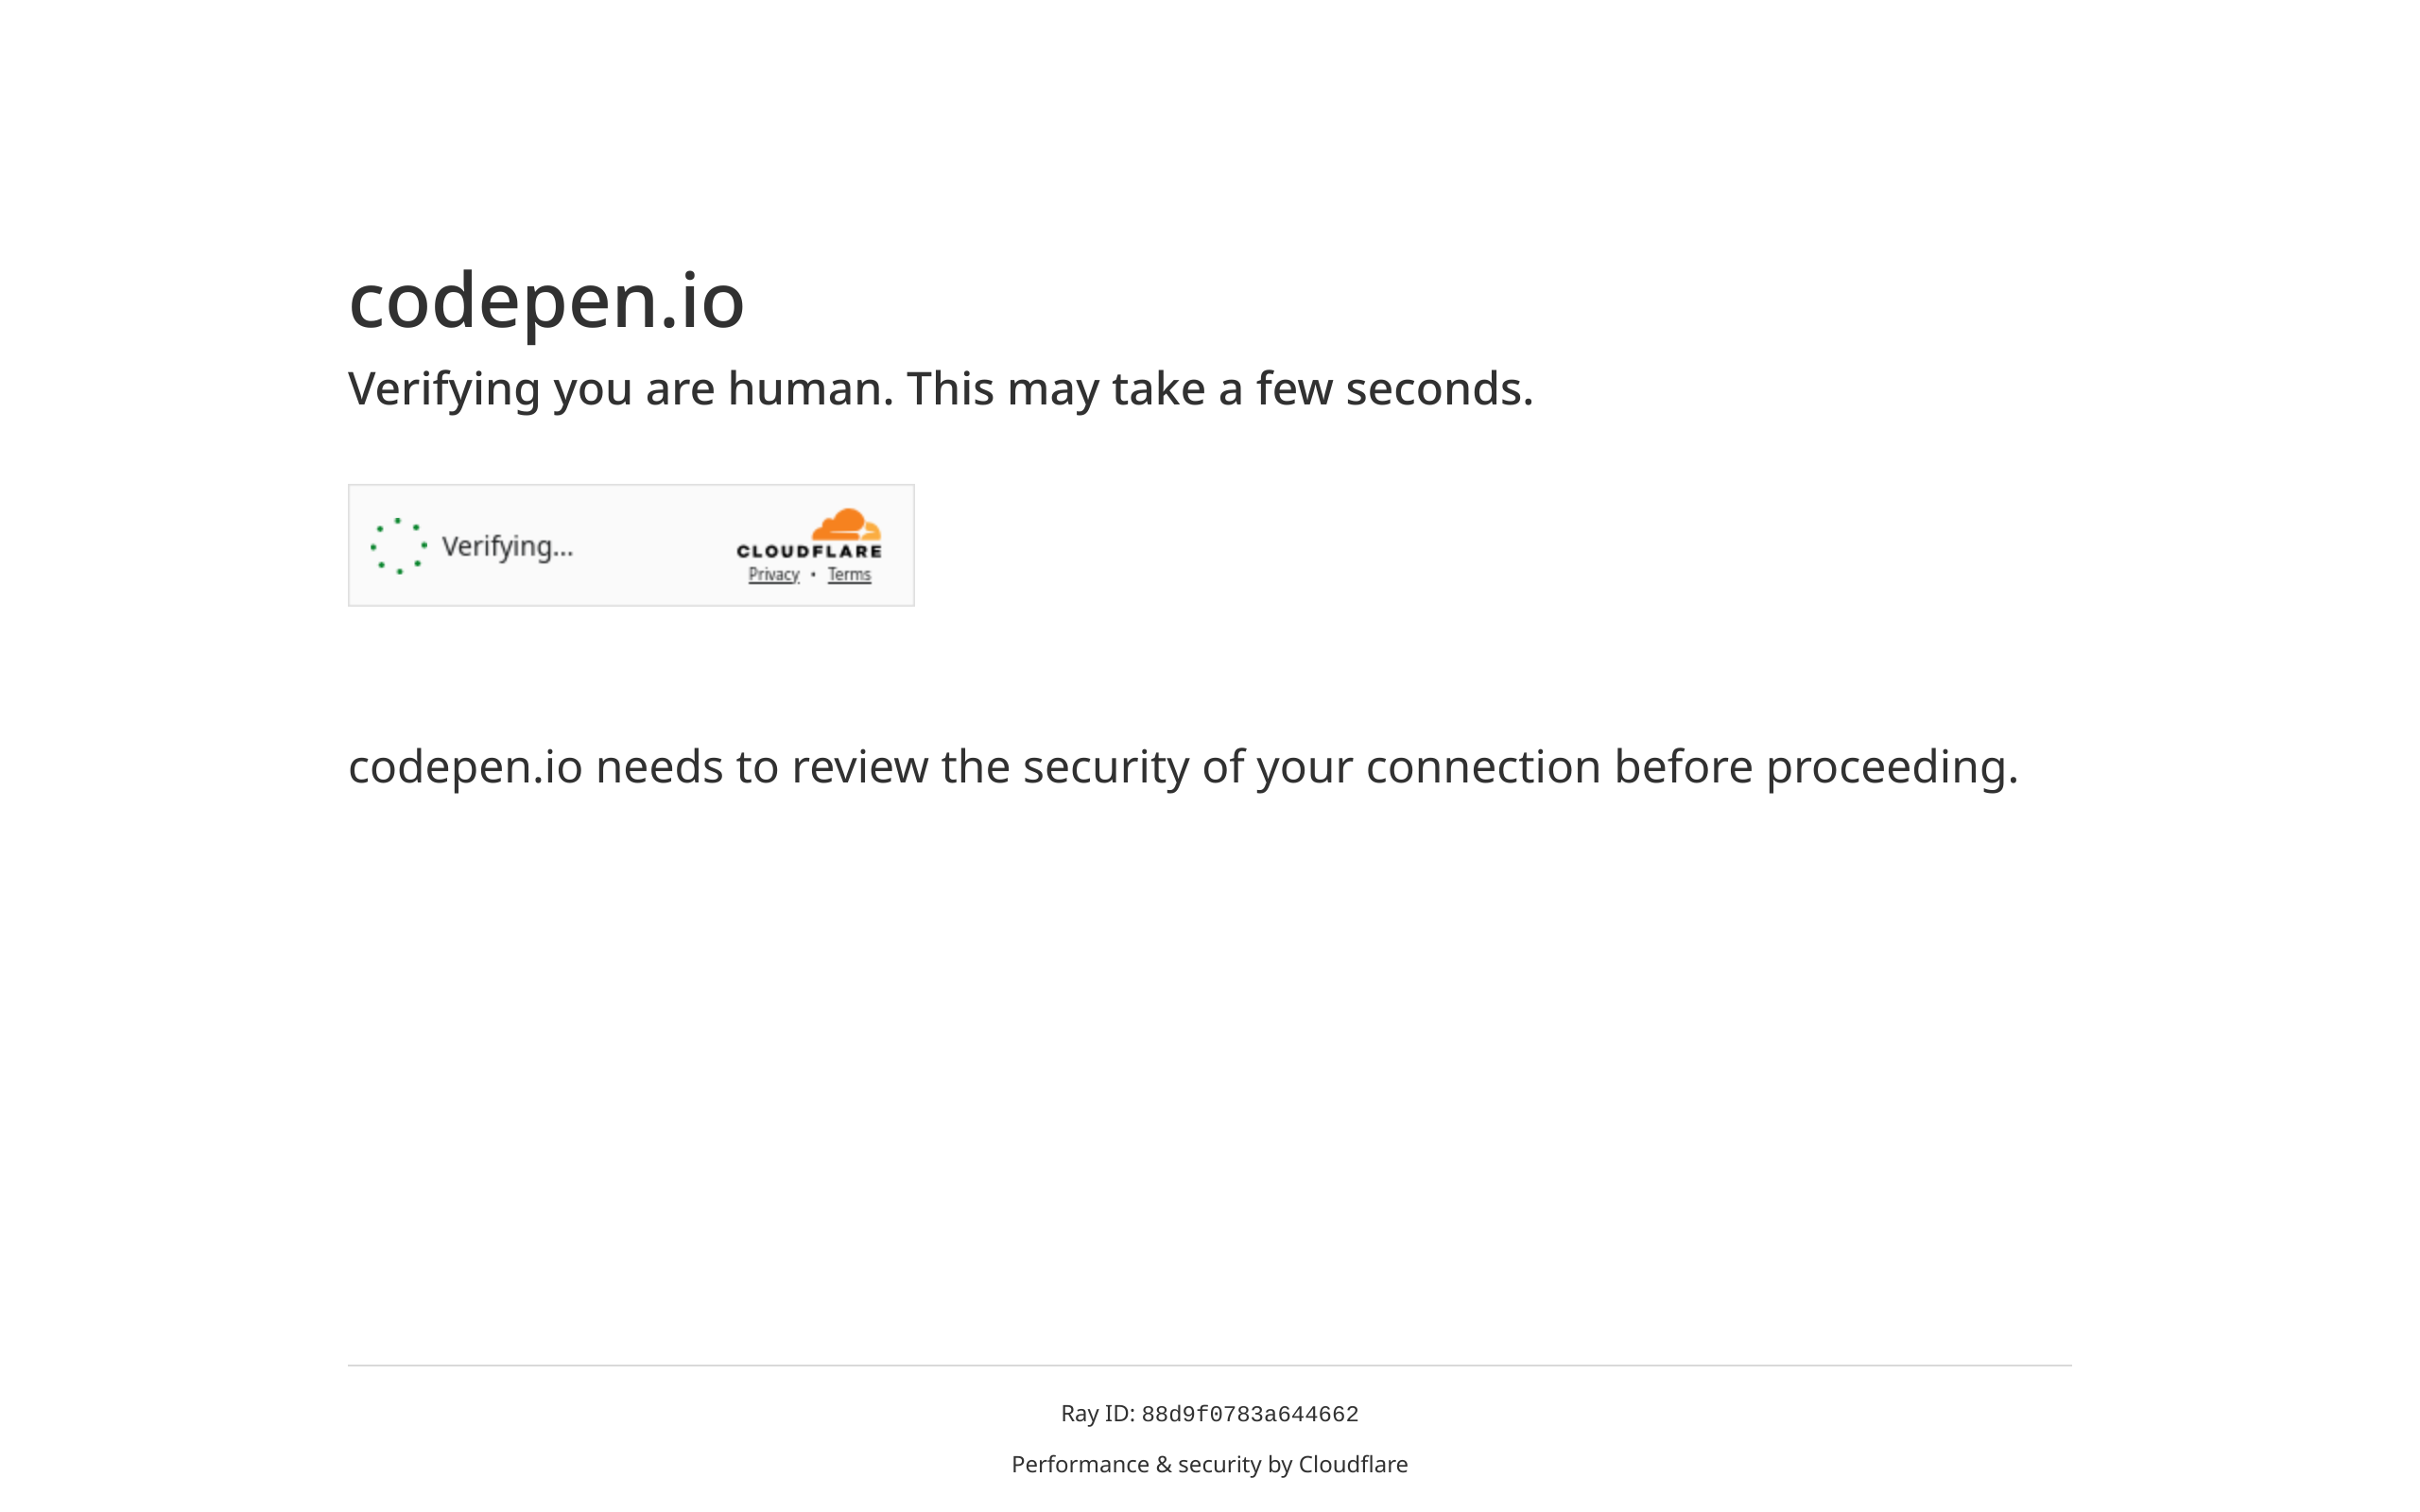 codepen.io
Verifying you are human. This may take a few seconds.
Verifying...
CLOUDFLARE
Privacy • Terms
codepen.io needs to review the security of your connection before proceeding.
Ray ID: 88d9f0783a644662
Performance & security by Cloudflare